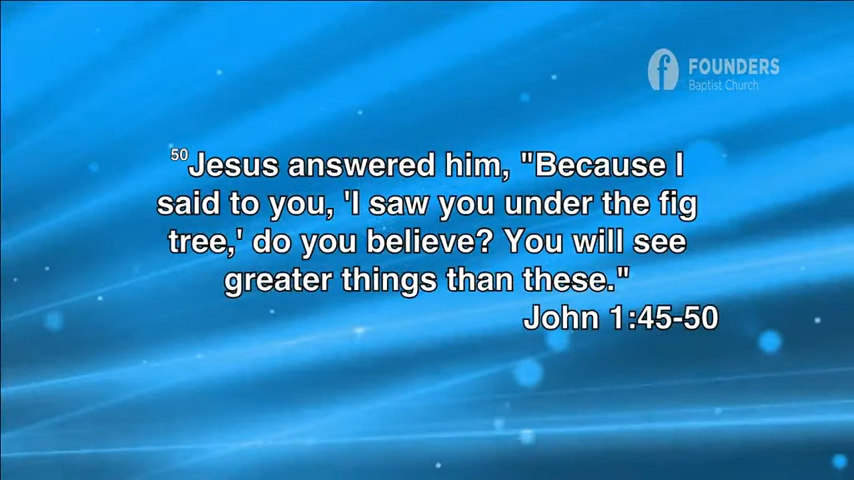 FOUNDERS
Baptist Church
50Jesus answered him, "Because I
said to you, 'I saw you under the fig
tree,' do you believe? You will see
greater things than these."
John 1:45-50